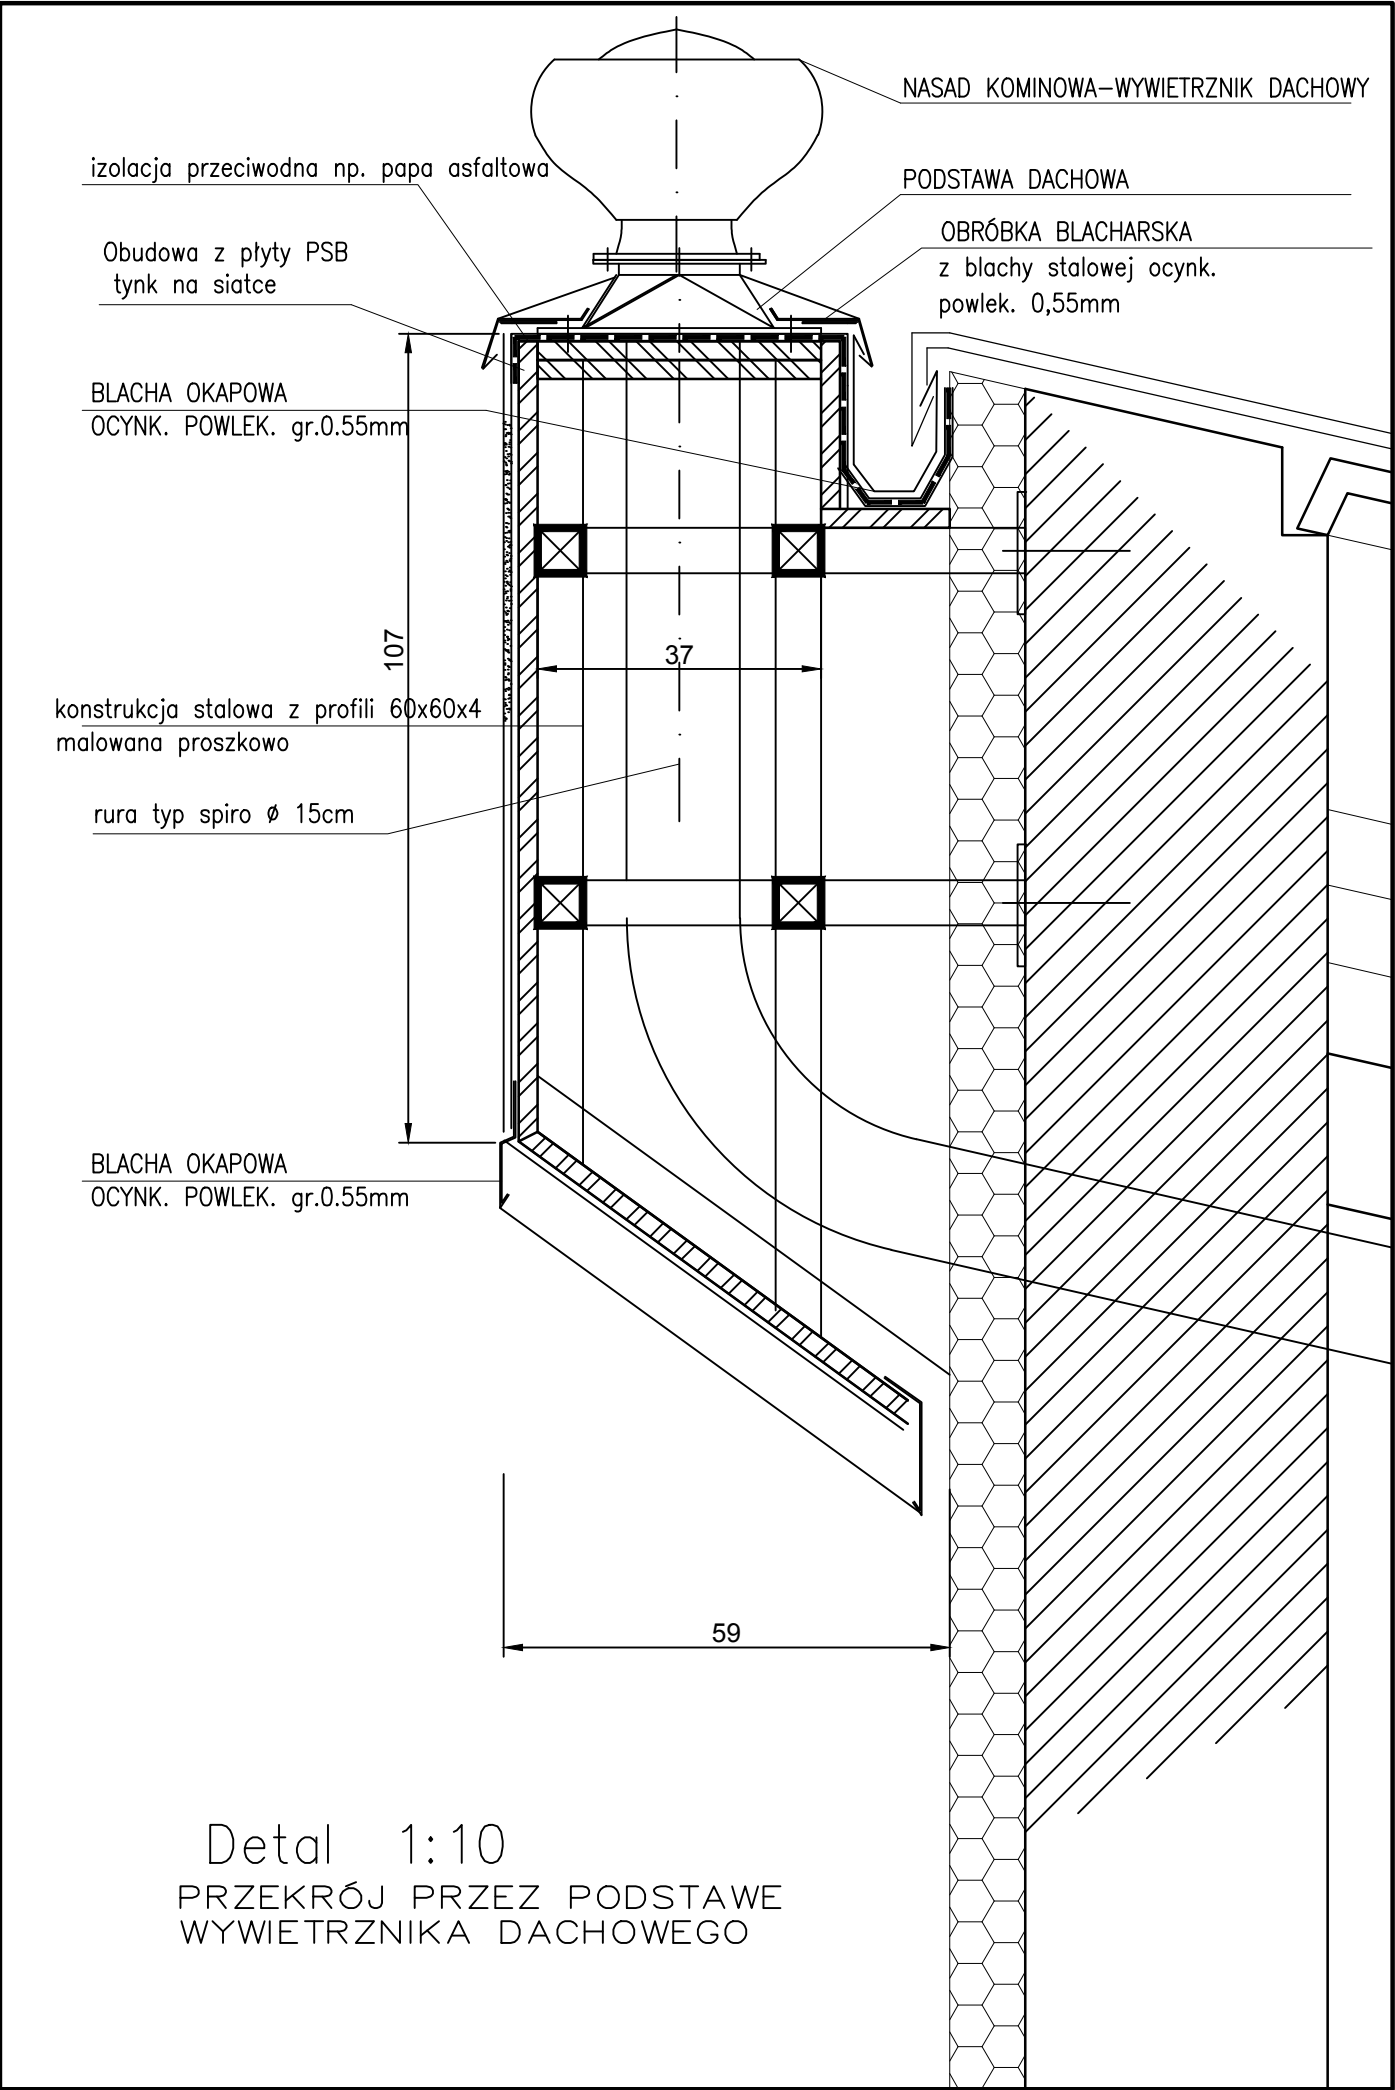 NASAD KOMINOWA-WYWIETRZNIK DACHOWY
izolacja przeciwodna np. papa asfaltowa
PODSTAWA DACHOWA
OBRÓBKA BLACHARSKA
z blachy stalowej ocynk.
powlek. 0,55mm
Obudowa z płyty PSB
tynk na siatce
BLACHA OKAPOWA
OCYNK. POWLEK. gr.0.55mm
107
37
konstrukcja stalowa z profili 60x60x4
malowana proszkowo
rura typ spiro ø 15cm
BLACHA OKAPOWA
OCYNK. POWLEK. gr.0.55mm
59
Detal 1:10
PRZEKRÓJ PRZEZ PODSTAWE
WYWIETRZNIKA DACHOWEGO